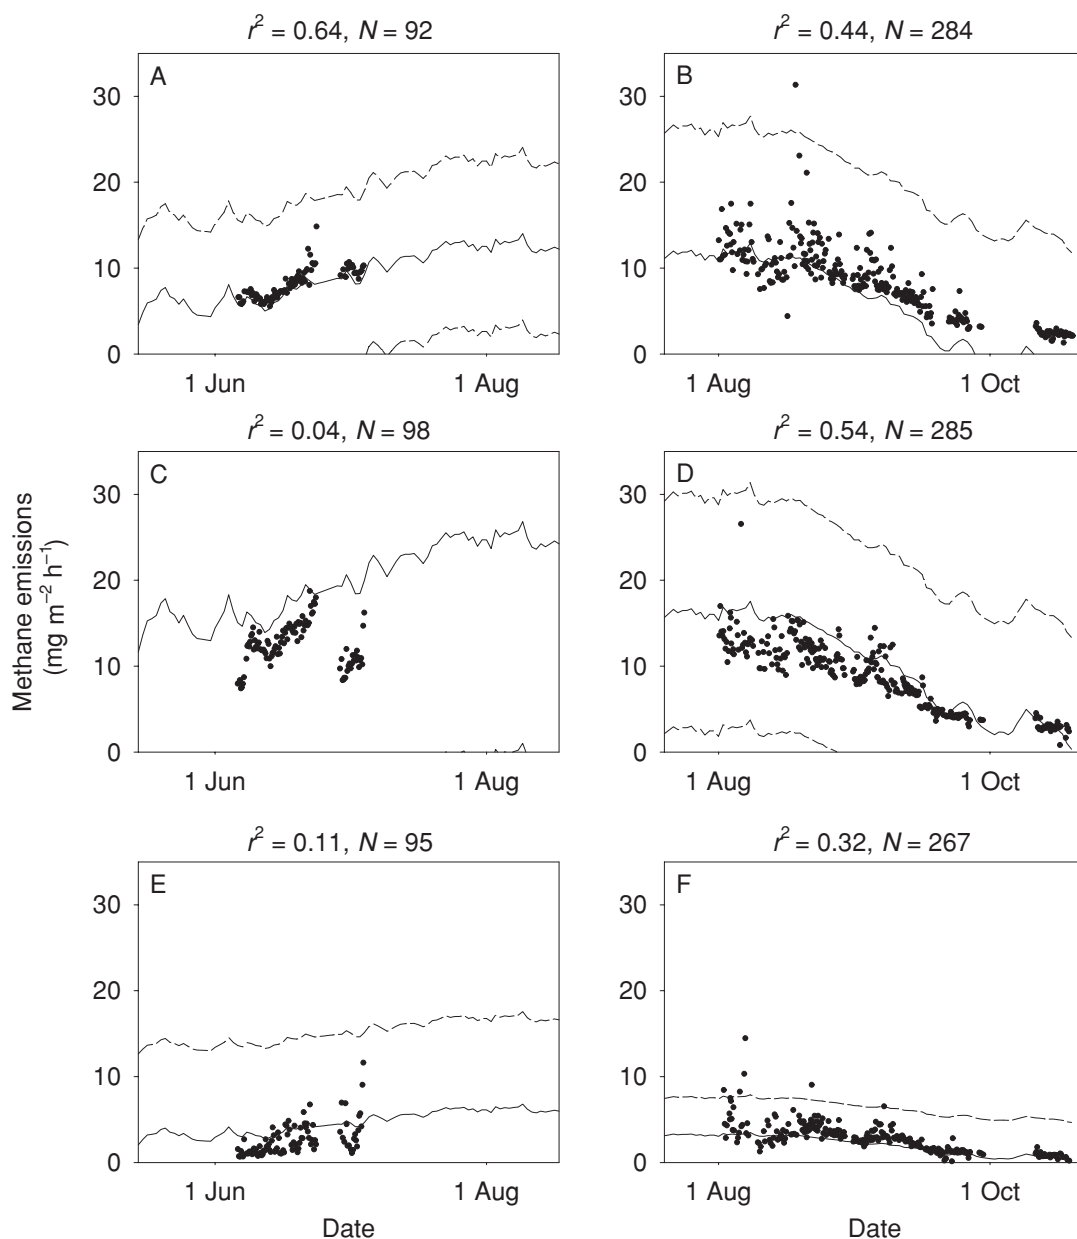 r² = 0.64, N = 92
r² = 0.44, N = 284
A
B
30
20
10
0
1 Jun
1 Aug
30
20
10
0
1 Aug
1 Oct
r² = 0.04, N = 98
r² = 0.54, N = 285
C
D
30
20
10
0
1 Jun
1 Aug
30
20
10
0
1 Aug
1 Oct
Methane emissions
(mg m⁻² h⁻¹)
r² = 0.11, N = 95
r² = 0.32, N = 267
E
F
30
20
10
0
1 Jun
1 Aug
Date
30
20
10
0
1 Aug
1 Oct
Date